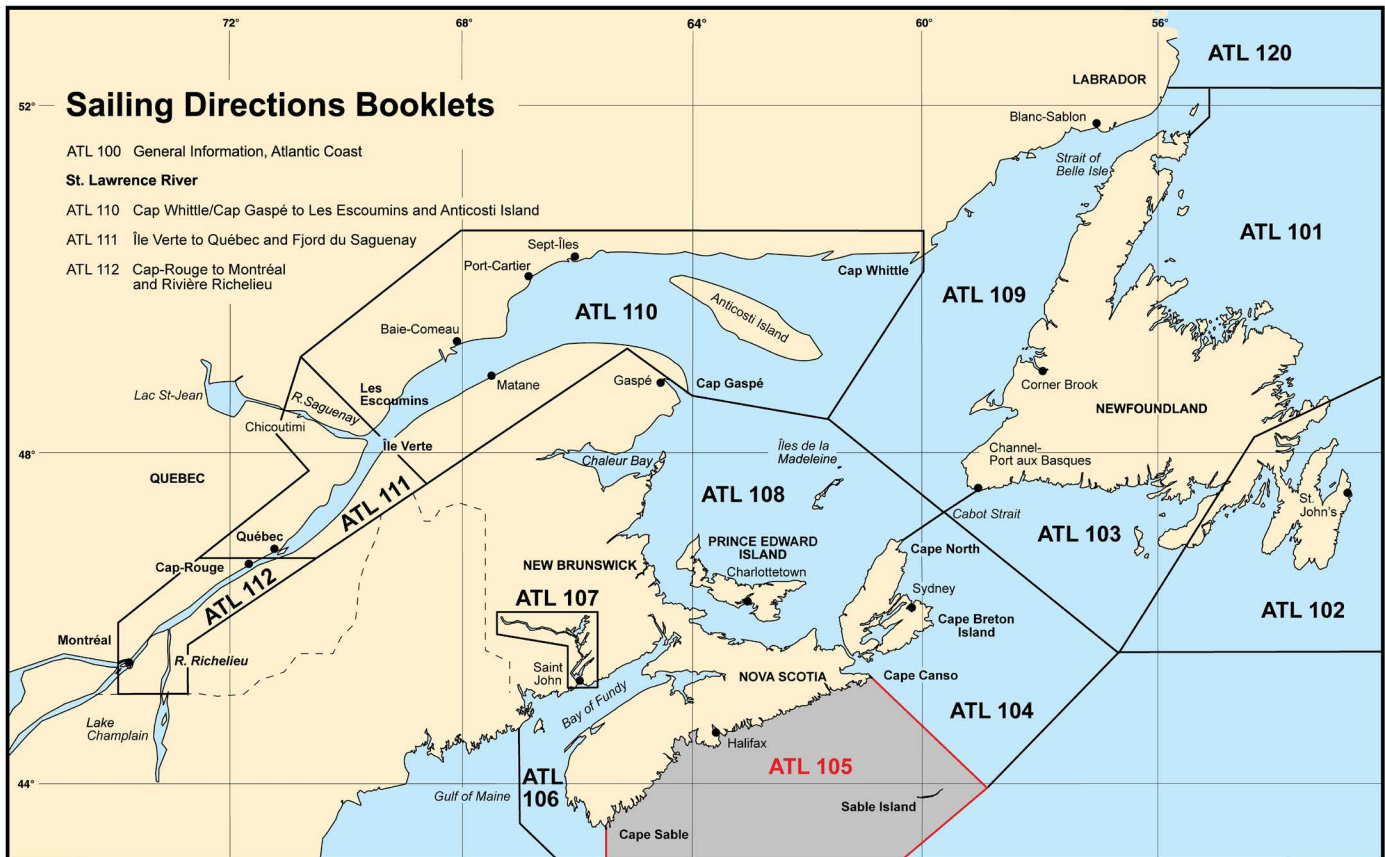 72°
68°
64°
60°
56°
ATL 120
LABRADOR
52°
Sailing Directions Booklets
Blanc-Sablon
ATL 100 General Information, Atlantic Coast
Strait of
Belle Isle
St. Lawrence River
ATL 110 Cap Whittle/Cap Gaspé to Les Escoumins and Anticosti Island
ATL 111 Île Verte to Québec and Fjord du Saguenay
ATL 101
Sept-Îles
Port-Cartier
Cap Whittle
ATL 112 Cap-Rouge to Montréal
and Rivière Richelieu
ATL 109
ATL 110
Anticosti Island
Baie-Comeau
Matane
Gaspé
Cap Gaspé
Corner Brook
Les
Escoumins
Lac St-Jean
R.Saguenay
Chicoutimi
NEWFOUNDLAND
Île Verte
Îles de la
Madeleine
Channel-
Port aux Basques
Chaleur Bay
QUEBEC
ATL 111
ATL 108
St.
John's
Cabot Strait
Québec
PRINCE EDWARD
ISLAND
Cape North
ATL 103
Cap-Rouge
NEW BRUNSWICK
Charlottetown
ATL 112
ATL 107
Sydney
ATL 102
Cape Breton
Island
Montréal
R. Richelieu
Saint
John
NOVA SCOTIA
Cape Canso
Bay of Fundy
Lake
Champlain
ATL 104
Halifax
ATL 105
44°
ATL
106
Gulf of Maine
Sable Island
Cape Sable
48°